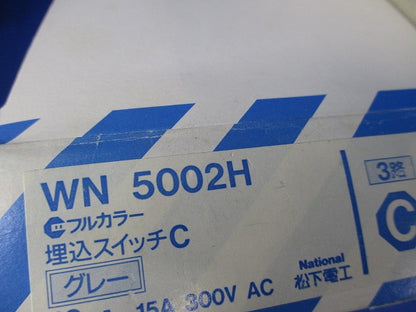 WN 5002H
フルカラー
埋込スイッチC
グレー
15A 300V AC
3路
C
National
松下電工